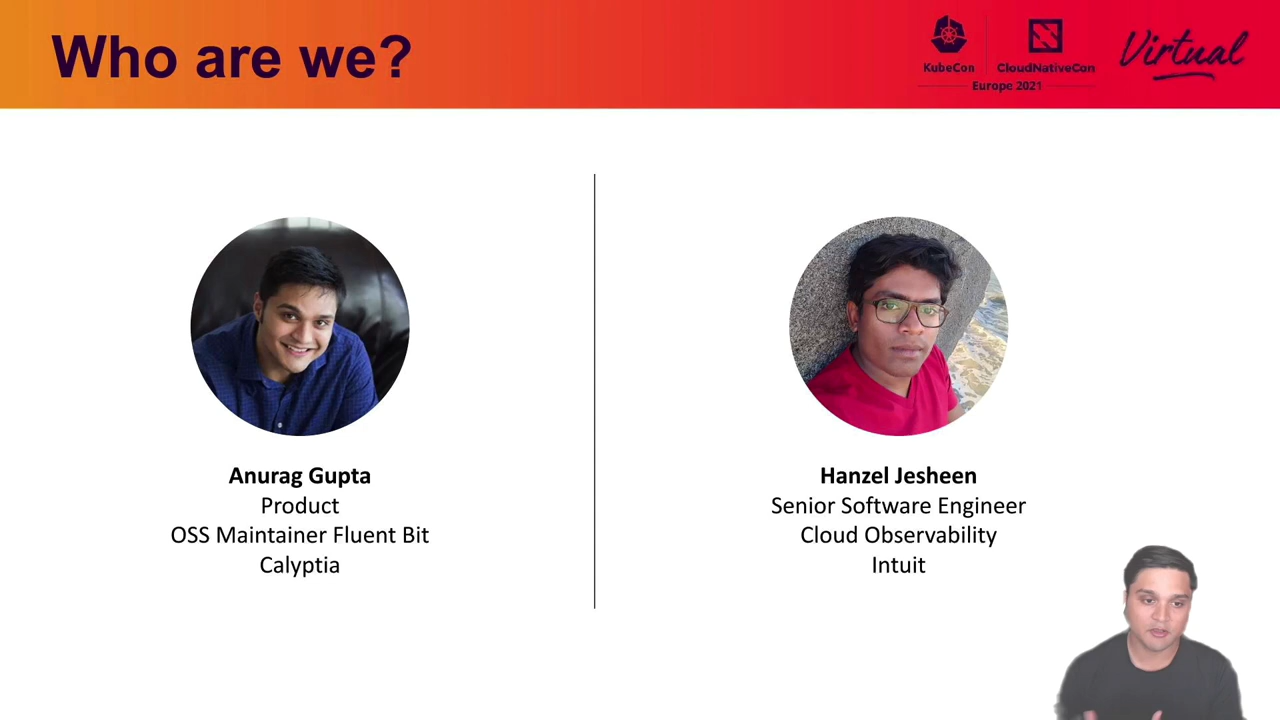 Who are we?
KubeCon
CloudNativeCon
Europe 2021
Virtual
Anurag Gupta
Product
OSS Maintainer Fluent Bit
Calyptia
Hanzel Jesheen
Senior Software Engineer
Cloud Observability
Intuit